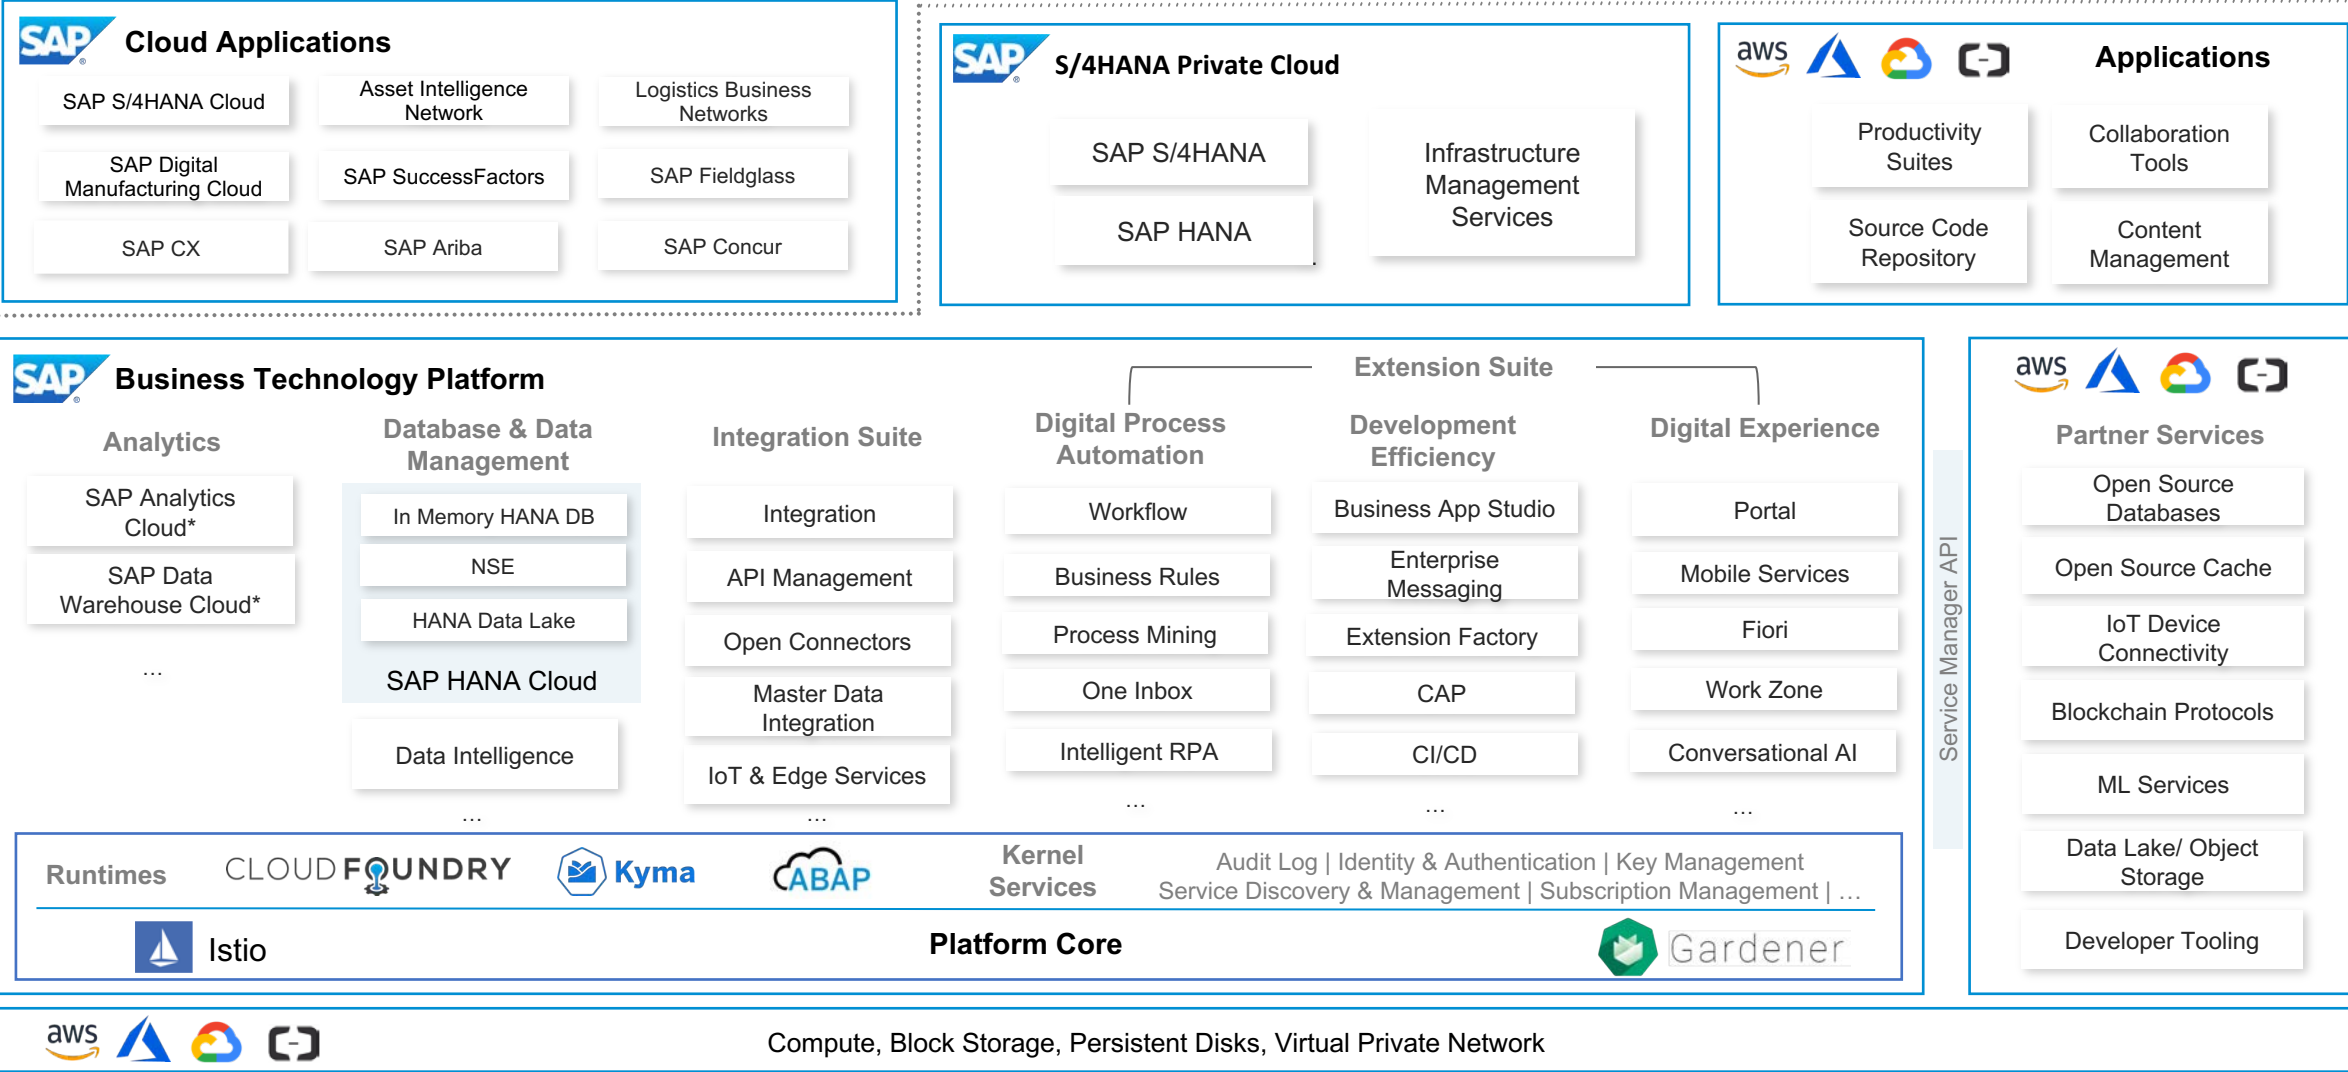 SAP Cloud Applications
SAP S/4HANA Cloud
Asset Intelligence
Network
Logistics Business
Networks
SAP Digital
Manufacturing Cloud
SAP SuccessFactors
SAP Fieldglass
SAP CX
SAP Ariba
SAP Concur
SAP S/4HANA Private Cloud
SAP S/4HANA
SAP HANA
.
Infrastructure
Management
Services
aws Applications
Productivity
Suites
Collaboration
Tools
Source Code
Repository
Content
Management
SAP Business Technology Platform
Extension Suite
Analytics
SAP Analytics
Cloud*
SAP Data
Warehouse Cloud*
...
Database & Data
Management
In Memory HANA DB
NSE
HANA Data Lake
SAP HANA Cloud
Data Intelligence
...
Integration Suite
Integration
API Management
Open Connectors
Master Data
Integration
IoT & Edge Services
...
Digital Process
Automation
Workflow
Business Rules
Process Mining
One Inbox
Intelligent RPA
...
Development
Efficiency
Business App Studio
Enterprise
Messaging
Extension Factory
CAP
CI/CD
...
Digital Experience
Portal
Mobile Services
Fiori
Work Zone
Conversational AI
...
Service Manager API
aws
Partner Services
Open Source
Databases
Open Source Cache
IoT Device
Connectivity
Blockchain Protocols
ML Services
Data Lake/ Object
Storage
Developer Tooling
Runtimes
CLOUD FOUNDRY
Kyma
ABAP
Kernel
Services
Audit Log | Identity & Authentication | Key Management
Service Discovery & Management | Subscription Management | ...
Istio
Platform Core
Gardener
aws
Compute, Block Storage, Persistent Disks, Virtual Private Network